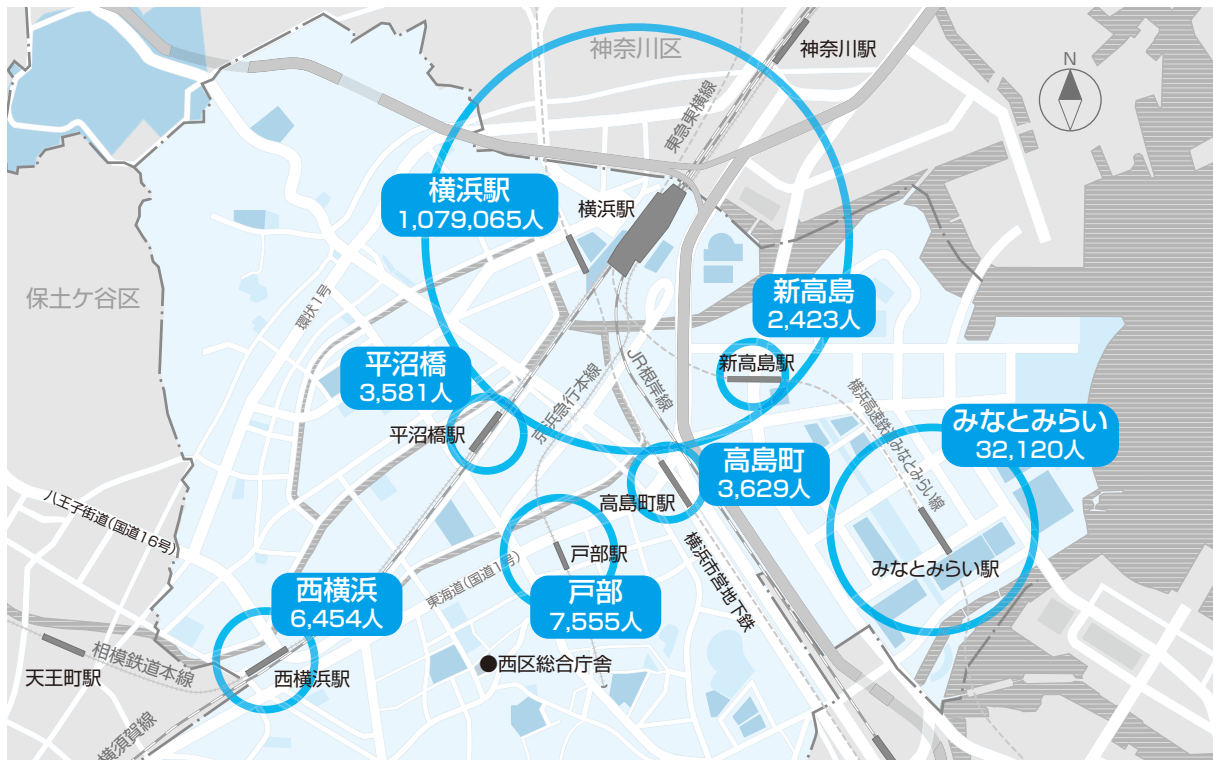 神奈川区
神奈川駅
N
東急東横線
横浜駅
1,079,065人
横浜駅
保土ケ谷区
環状1号
新高島
2,423人
新高島駅
平沼橋
3,581人
平沼橋駅
京浜急行本線
JR根岸線
横浜高速鉄道みなとみらい線
みなとみらい
32,120人
みなとみらい駅
高島町
3,629人
高島町駅
八王子街道(国道16号)
東海道(国道1号)
戸部駅
戸部
7,555人
横浜市営地下鉄
西横浜
6,454人
西横浜駅
●西区総合庁舎
相模鉄道本線
天王町駅
横須賀線